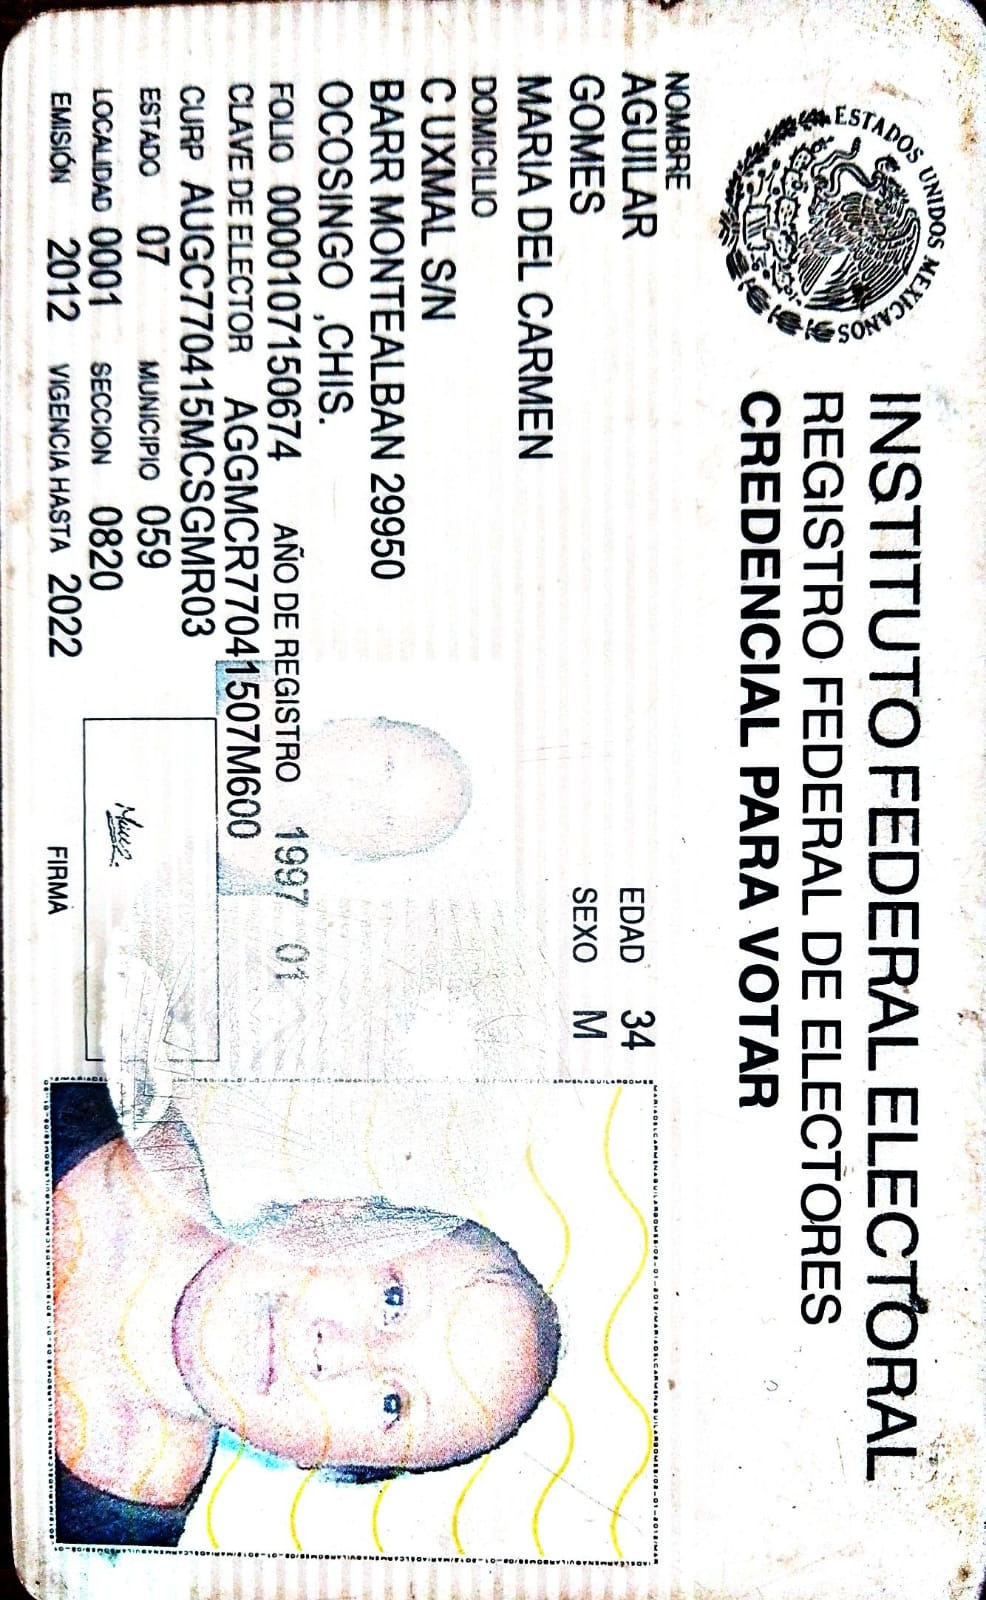 ESTADOS UNIDOS MEXICANOS
INSTITUTO FEDERAL ELECTORAL
REGISTRO FEDERAL DE ELECTORES
CREDENCIAL PARA VOTAR
NOMBRE
AGUILAR
GOMES
MARIA DEL CARMEN
EDAD 34
SEXO M
DOMICILIO
C UXMAL S/N
BARR MONTEALBAN 29950
OCOSINGO ,CHIS.
FOLIO 0000107150674 AÑO DE REGISTRO 1997 01
CLAVE DE ELECTOR AGGMCR77041507M600
CURP AUGC770415MCSGMR03
ESTADO 07 MUNICIPIO 059
LOCALIDAD 0001 SECCION 0820
EMISIÓN 2012 VIGENCIA HASTA 2022
FIRMA